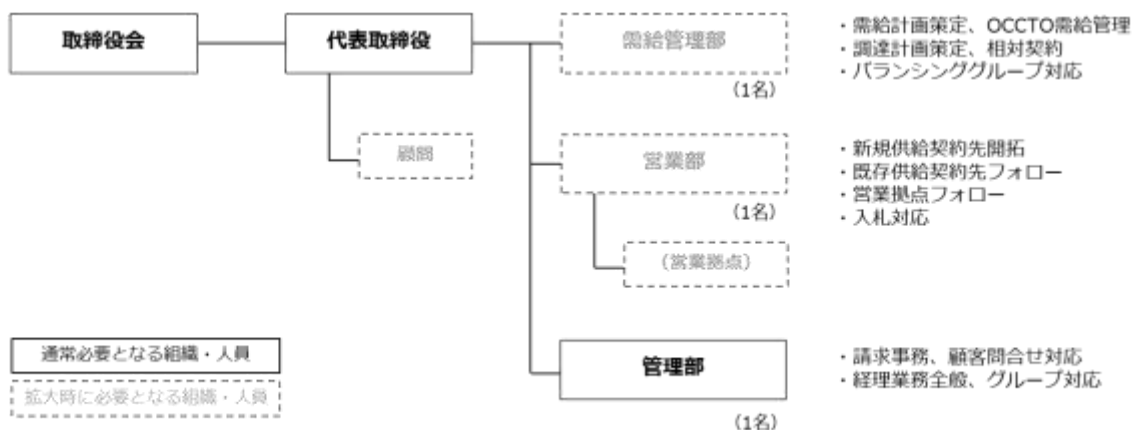 取締役会
代表取締役
需給管理部
(1名)
・需給計画策定、OCCTO需給管理
・調達計画策定、相対契約
・バランシンググループ対応
顧問
営業部
(1名)
・新規供給契約先開拓
・既存供給契約先フォロー
・営業拠点フォロー
・入札対応
(営業拠点)
管理部
(1名)
・請求事務、顧客問合せ対応
・経理業務全般、グループ対応
通常必要となる組織・人員
拡大時に必要となる組織・人員